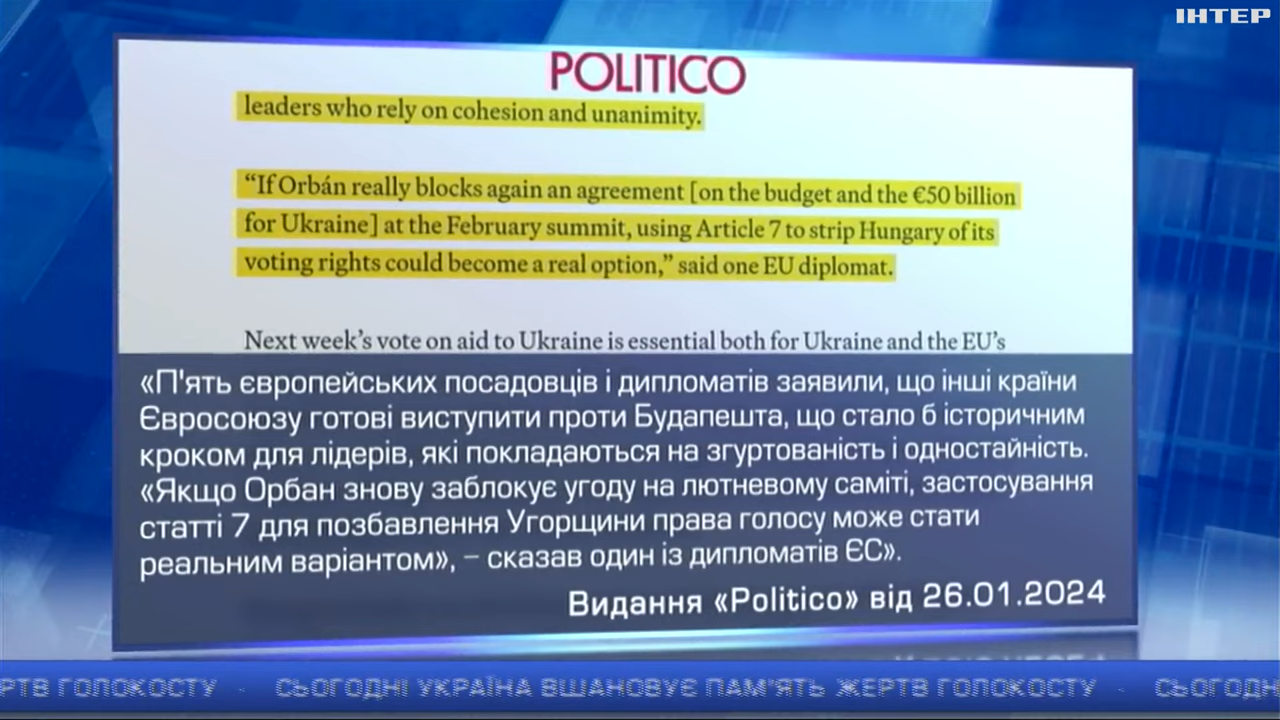 ІНТЕР
POLITICO
leaders who rely on cohesion and unanimity.
“If Orbán really blocks again an agreement [on the budget and the €50 billion
for Ukraine] at the February summit, using Article 7 to strip Hungary of its
voting rights could become a real option,” said one EU diplomat.
Next week’s vote on aid to Ukraine is essential both for Ukraine and the EU’s
«П'ять європейських посадовців і дипломатів заявили, що інші країни
Євросоюзу готові виступити проти Будапешта, що стало б історичним
кроком для лідерів, які покладаються на згуртованість і одностайність.
«Якщо Орбан знову заблокує угоду на лютневому саміті, застосування
статті 7 для позбавлення Угорщини права голосу може стати
реальним варіантом», – сказав один із дипломатів ЄС».
Видання «Politico» від 26.01.2024
РТВ ГОЛОКОСТУ - СЬОГОДНІ УКРАЇНА ВШАНОВУЄ ПАМ'ЯТЬ ЖЕРТВ ГОЛОКОСТУ - СЬОГОДН